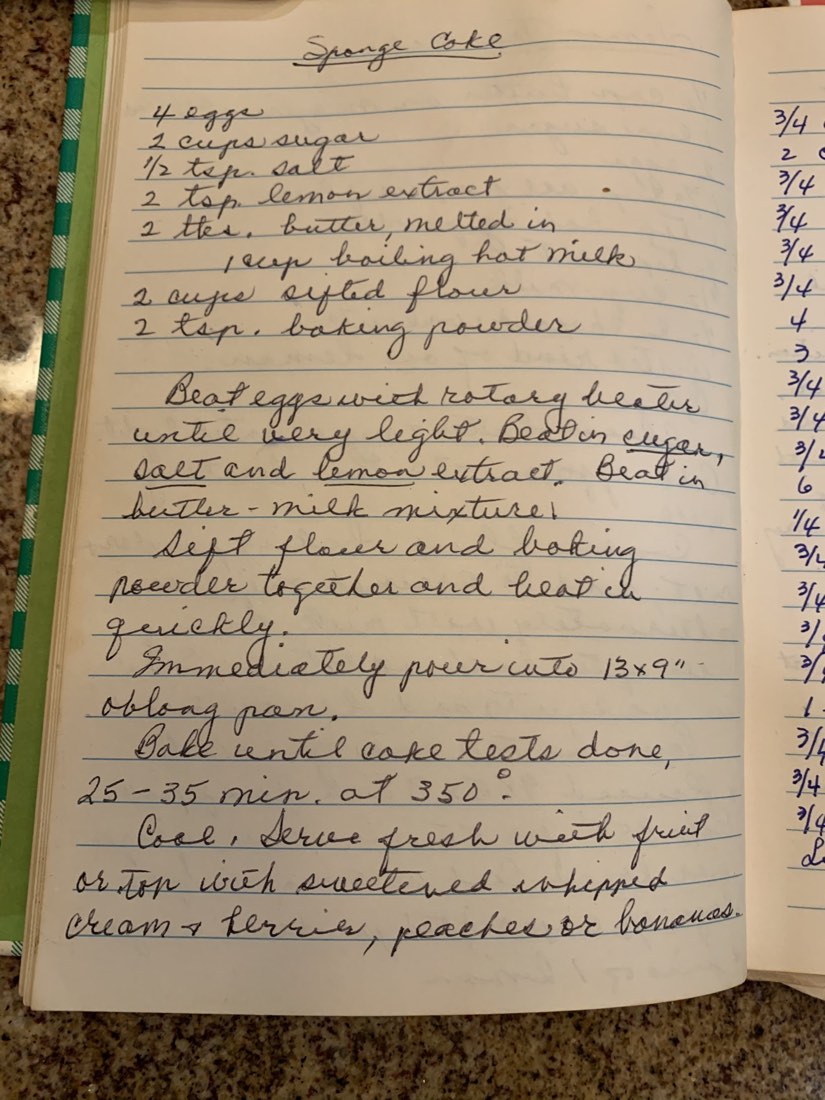 Sponge Cake
4 eggs
2 cups sugar
1/2 tsp. salt
2 tsp. lemon extract
2 tbs. butter, melted in
1 cup boiling hot milk
2 cups sifted flour
2 tsp. baking powder
Beat eggs with rotary beater
until very light. Beat in sugar,
salt and lemon extract. Beat in
butter - milk mixture.
Sift flour and baking
powder together and beat in
quickly.
Immediately pour into 13x9"
oblong pan.
Bake until cake tests done,
25-35 min. at 350°.
Cool. Serve fresh with fruit
or top with sweetened whipped
cream + berries, peaches or bananas.
3/4
2 c
3/4
3/4
3/4
3/4
4
3
3/4
3/4
3/4
6
1/4
3/4
3/4
1
3/4
3/4
3/4